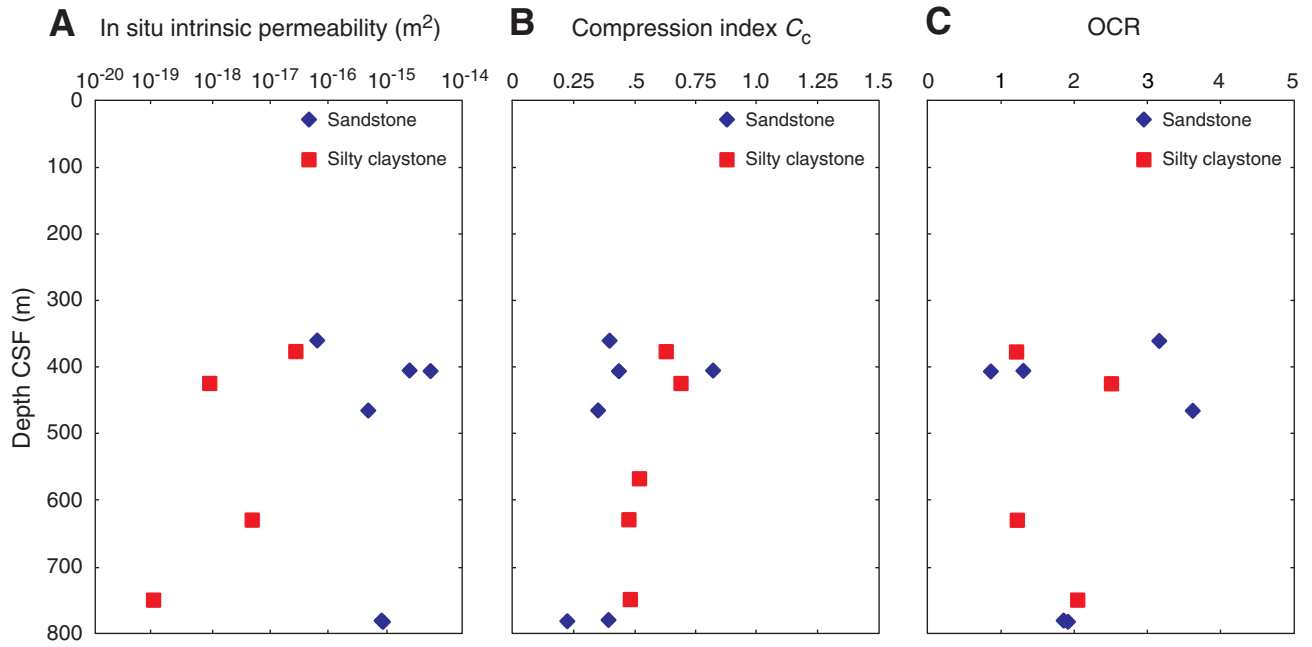 A In situ intrinsic permeability (m²)
10⁻²⁰ 10⁻¹⁹ 10⁻¹⁸ 10⁻¹⁷ 10⁻¹⁶ 10⁻¹⁵ 10⁻¹⁴
Sandstone
Silty claystone
Depth CSF (m)
0
100
200
300
400
500
600
700
800
B Compression index Cc
0 0.25 .5 0.75 1.0 1.25 1.5
Sandstone
Silty claystone
C OCR
0 1 2 3 4 5
Sandstone
Silty claystone